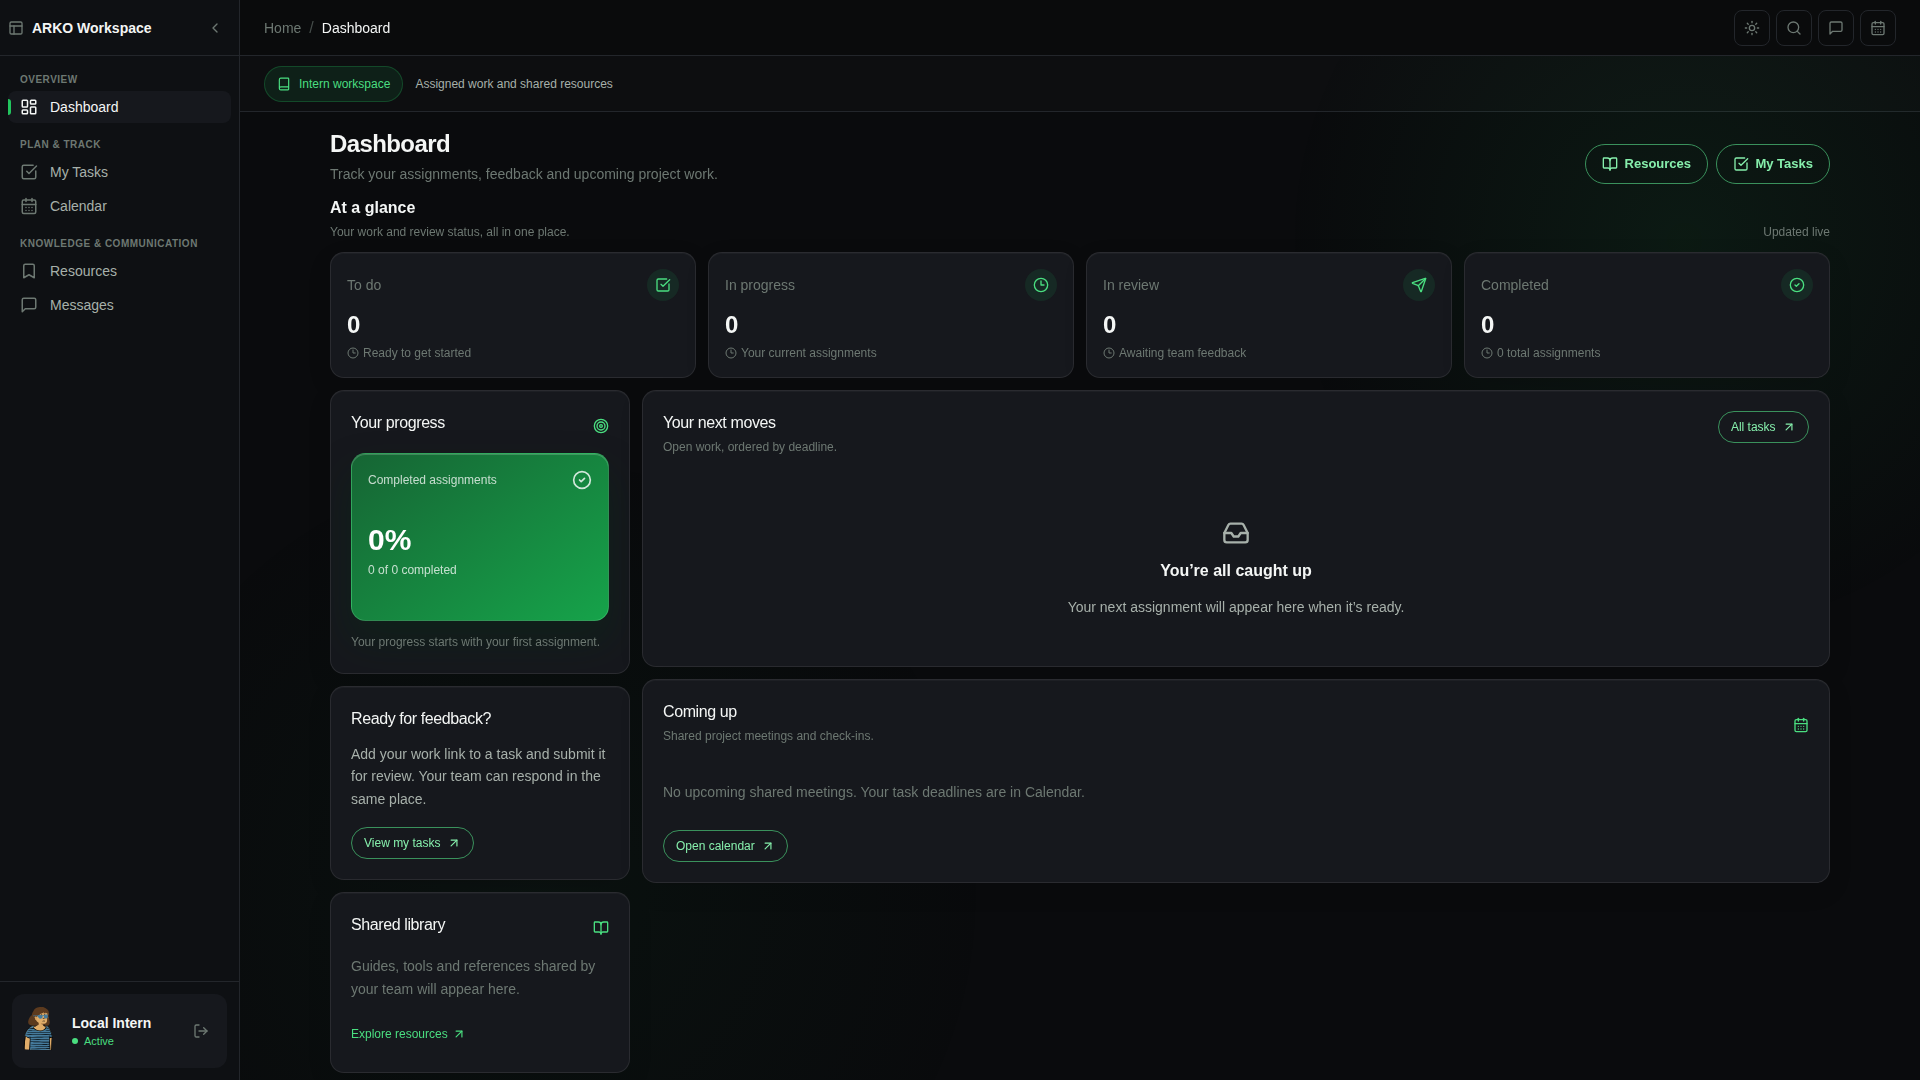 ARKO Workspace
OVERVIEW
Dashboard
PLAN & TRACK
My Tasks
Calendar
KNOWLEDGE & COMMUNICATION
Resources
Messages
Local Intern
Active
Home / Dashboard
Intern workspace
Assigned work and shared resources
Dashboard
Track your assignments, feedback and upcoming project work.
Resources
My Tasks
At a glance
Your work and review status, all in one place.
Updated live
To do
0
Ready to get started
In progress
0
Your current assignments
In review
0
Awaiting team feedback
Completed
0
0 total assignments
Your progress
Completed assignments
0%
0 of 0 completed
Your progress starts with your first assignment.
Your next moves
Open work, ordered by deadline.
All tasks
You’re all caught up
Your next assignment will appear here when it’s ready.
Ready for feedback?
Add your work link to a task and submit it
for review. Your team can respond in the
same place.
View my tasks
Coming up
Shared project meetings and check-ins.
No upcoming shared meetings. Your task deadlines are in Calendar.
Open calendar
Shared library
Guides, tools and references shared by
your team will appear here.
Explore resources